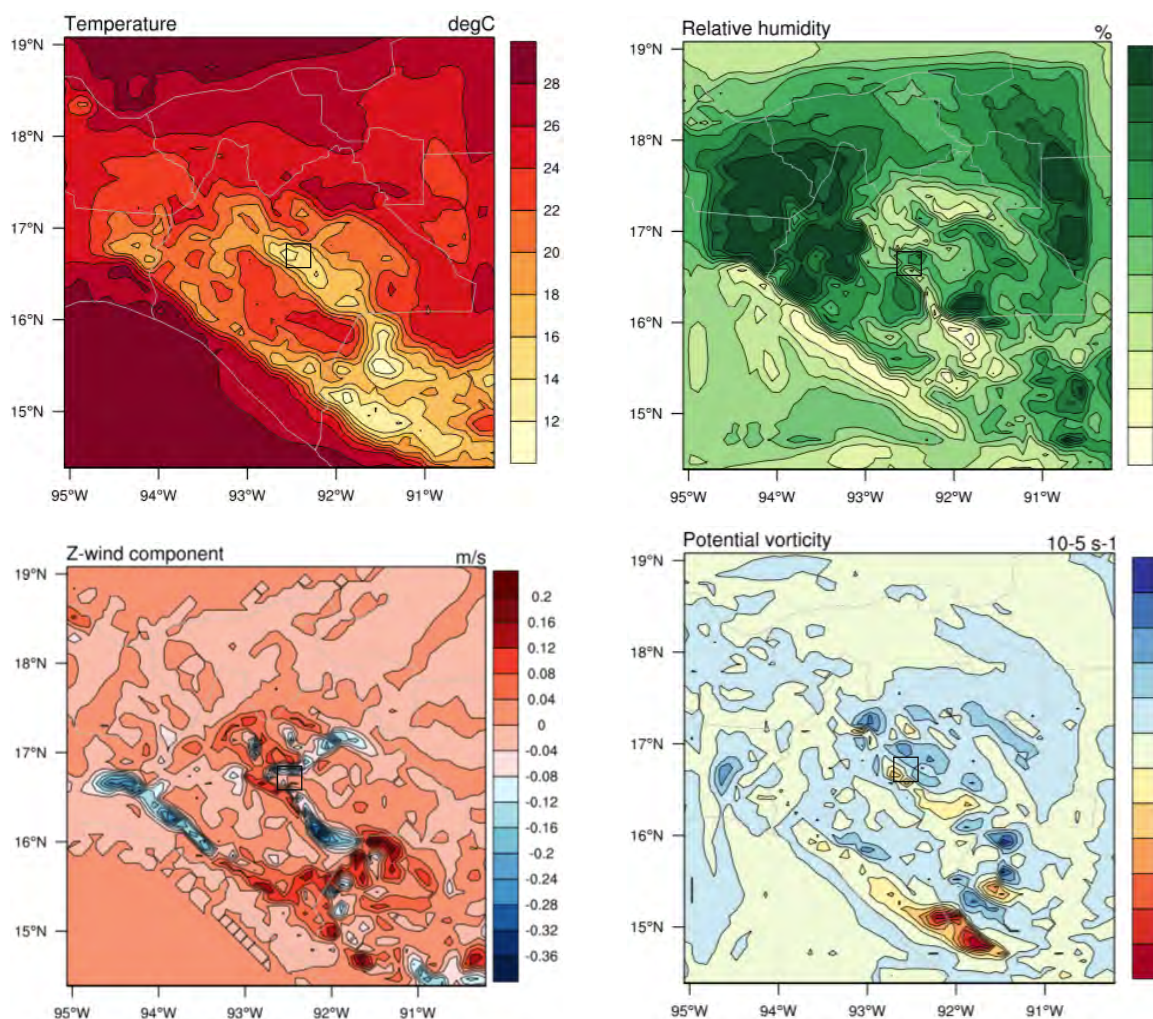 Temperature degC
19°N
18°N
17°N
16°N
15°N
95°W 94°W 93°W 92°W 91°W
28
26
24
22
20
18
16
14
12
Relative humidity %
19°N
18°N
17°N
16°N
15°N
95°W 94°W 93°W 92°W 91°W
Z-wind component m/s
19°N
18°N
17°N
16°N
15°N
95°W 94°W 93°W 92°W 91°W
0.2
0.16
0.12
0.08
0.04
0
-0.04
-0.08
-0.12
-0.16
-0.2
-0.24
-0.28
-0.32
-0.36
Potential vorticity 10-5 s-1
19°N
18°N
17°N
16°N
15°N
95°W 94°W 93°W 92°W 91°W